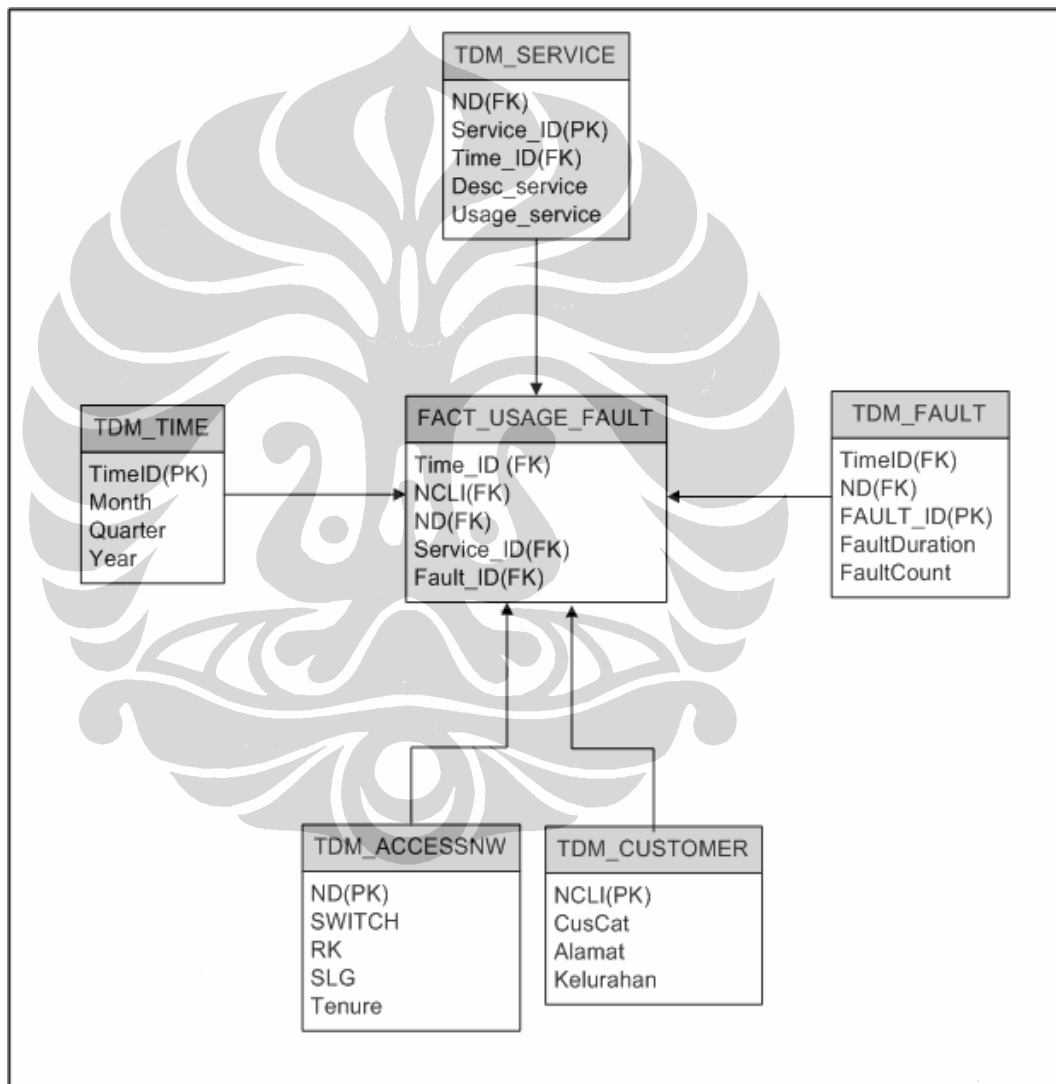 TDM_SERVICE
ND(FK)
Service_ID(PK)
Time_ID(FK)
Desc_service
Usage_service
TDM_TIME
TimeID(PK)
Month
Quarter
Year
FACT_USAGE_FAULT
Time_ID (FK)
NCLI(FK)
ND(FK)
Service_ID(FK)
Fault_ID(FK)
TDM_FAULT
TimeID(FK)
ND(FK)
FAULT_ID(PK)
FaultDuration
FaultCount
TDM_ACCESSNW
ND(PK)
SWITCH
RK
SLG
Tenure
TDM_CUSTOMER
NCLI(PK)
CusCat
Alamat
Kelurahan